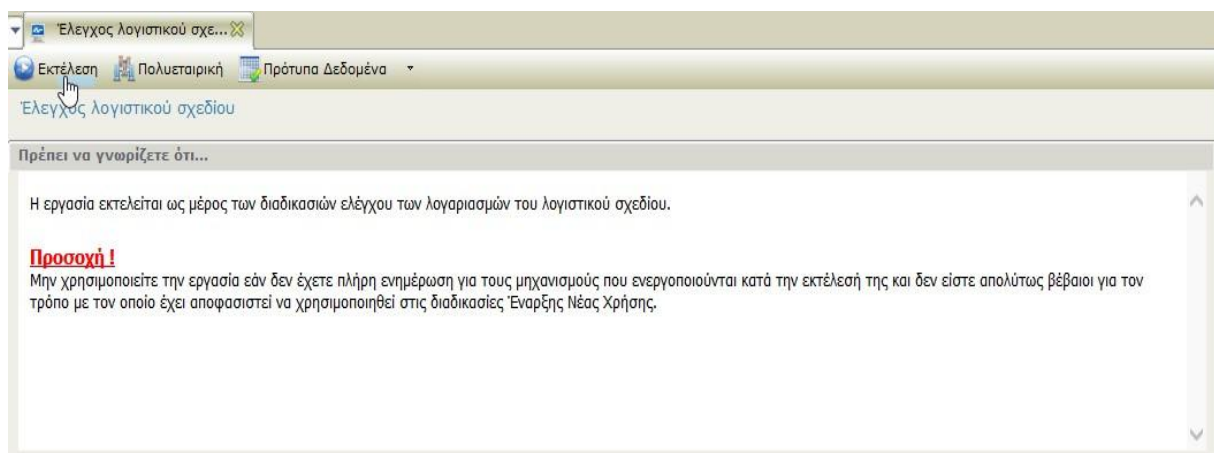 Έλεγχος λογιστικού σχε...
Εκτέλεση Πολυεταιρική Πρότυπα Δεδομένα
Έλεγχος λογιστικού σχεδίου
Πρέπει να γνωρίζετε ότι...
Η εργασία εκτελείται ως μέρος των διαδικασιών ελέγχου των λογαριασμών του λογιστικού σχεδίου.
Προσοχή !
Μην χρησιμοποιείτε την εργασία εάν δεν έχετε πλήρη ενημέρωση για τους μηχανισμούς που ενεργοποιούνται κατά την εκτέλεσή της και δεν είστε απολύτως βέβαιοι για τον
τρόπο με τον οποίο έχει αποφασιστεί να χρησιμοποιηθεί στις διαδικασίες Έναρξης Νέας Χρήσης.